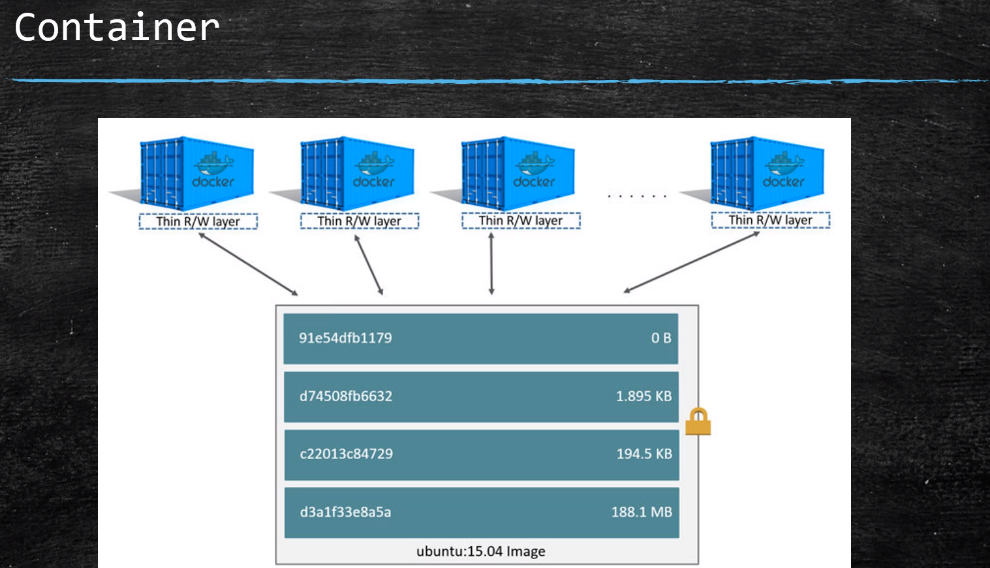 Container
docker docker docker docker
Thin R/W layer Thin R/W layer Thin R/W layer ...... Thin R/W layer
91e54dfb1179 0 B
d74508fb6632 1.895 KB
c22013c84729 194.5 KB
d3a1f33e8a5a 188.1 MB
ubuntu:15.04 Image